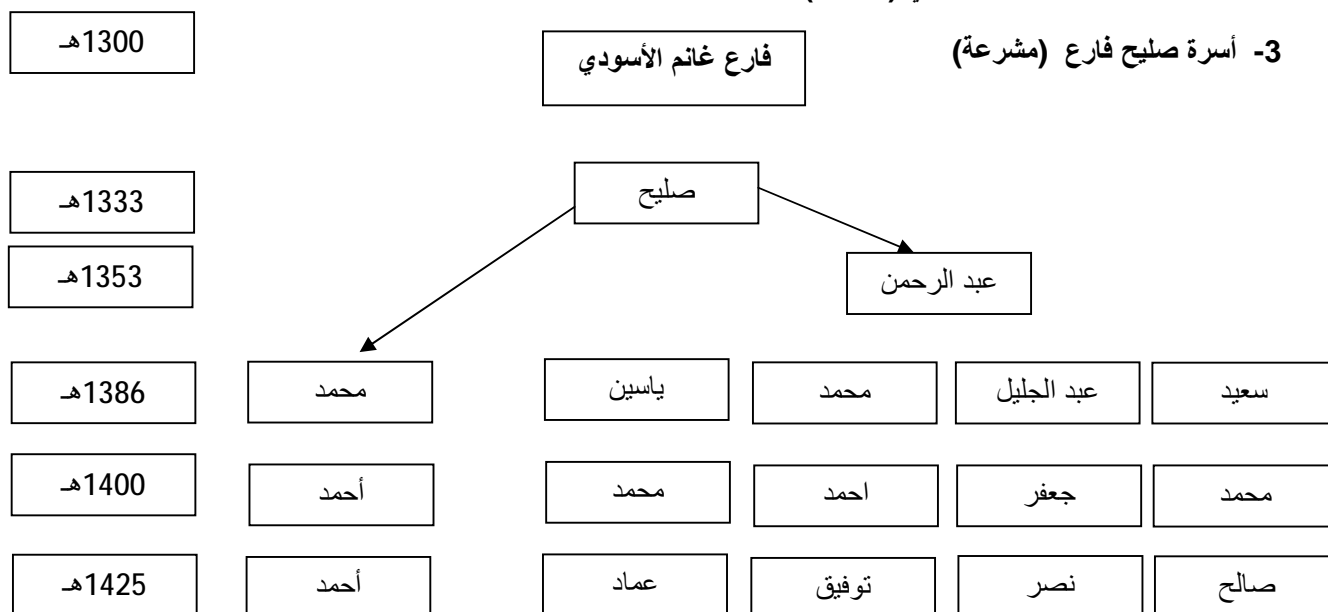 3- أسرة صليح فارع (مشرعة)
فارع غانم الأسودي
1300هـ
صليح
1333هـ
عبد الرحمن
1353هـ
سعيد عبد الجليل محمد ياسين محمد 1386هـ
محمد جعفر احمد محمد أحمد 1400هـ
صالح نصر توفيق عماد أحمد 1425هـ